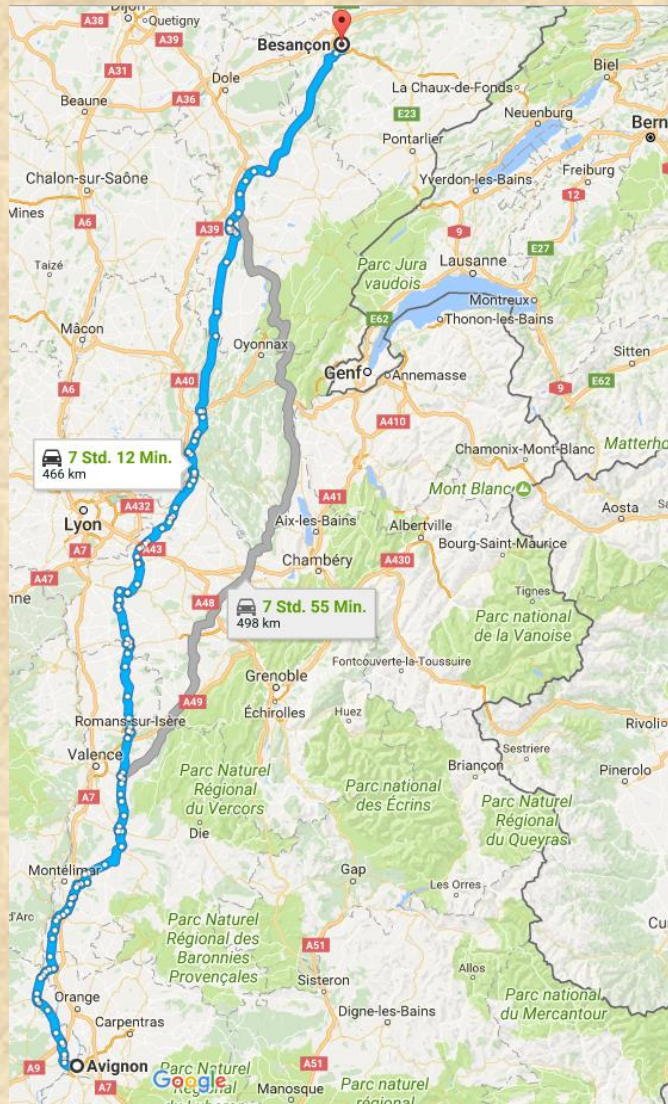 A38
Dijon
Quetigny
Besançon
A39
A31
Dole
La Chaux-de-Fonds
Biel
Beaune
A36
E23
Neuenburg
Bern
Pontarlier
Chalon-sur-Saône
Yverdon-les-Bains
Freiburg
12
Mines
A6
A39
9
E27
Lausanne
Taizé
Parc Jura
vaudois
Montreux
Mâcon
E62
Thonon-les-Bains
Oyonnax
Sitten
A40
Genf
Annemasse
E62
A6
9
A410
7 Std. 12 Min.
466 km
Chamonix-Mont-Blanc
Matterho
Mont Blanc
A432
A41
Lyon
Aosta
A7
Aix-les-Bains
Albertville
A43
Bourg-Saint-Maurice
Chambéry
A430
A47
A48
Tignes
7 Std. 55 Min.
498 km
Parc national
de la Vanoise
Fontcouverte-la-Toussuire
Grenoble
A49
Échirolles
Huez
Romans-sur-Isère
Rivoli
Sestriere
Valence
Briançon
Pinerolo
A7
Parc Naturel
Régional
du Vercors
Parc national
des Écrins
Parc Naturel
Régional
du Queyras
Die
Montélimar
Gap
Les Orres
d'Arc
Parc Naturel
Régional des
Baronnies
Provençales
A51
Allos
Sisteron
Parc national
du Mercantour
Orange
Digne-les-Bains
Carpentras
A9
Avignon
A51
A7
Google
Parc Naturel
Manosque
Parc naturel